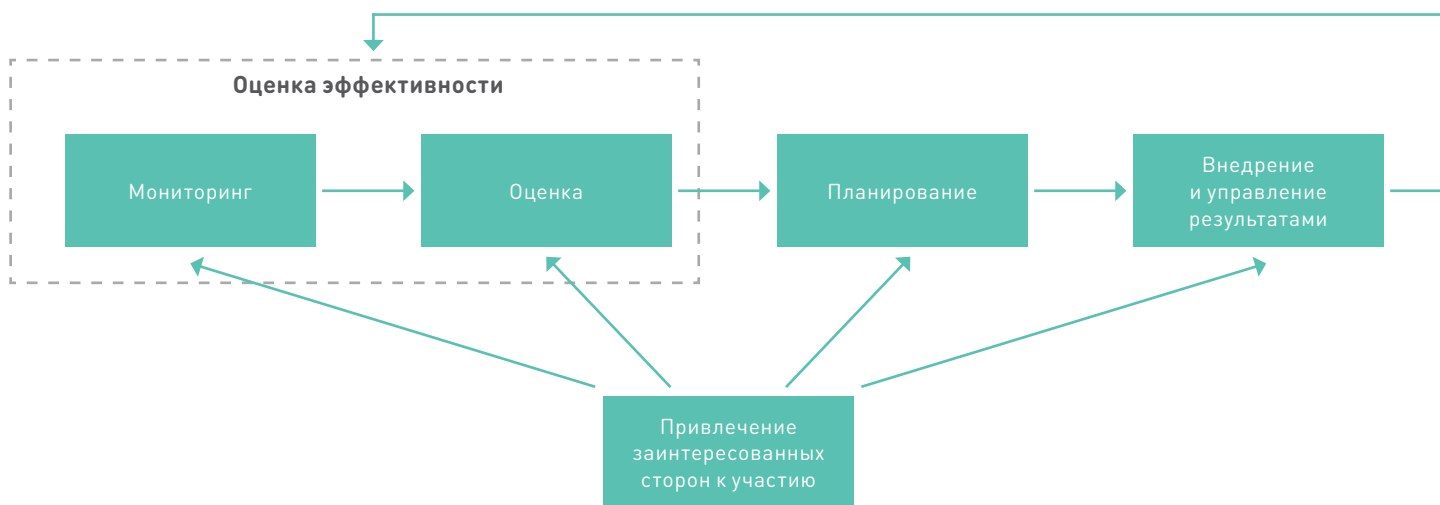 Оценка эффективности
Мониторинг
Оценка
Планирование
Внедрение
и управление
результатами
Привлечение
заинтересованных
сторон к участию